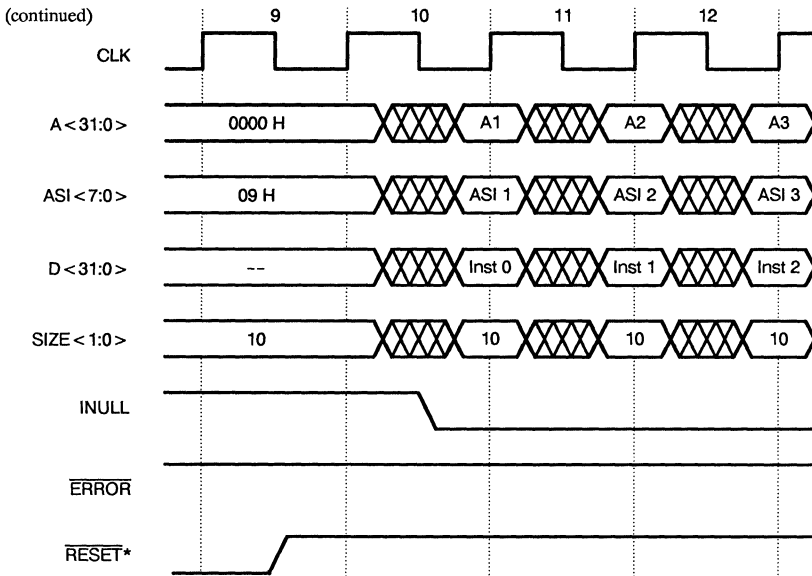 (continued) 9 10 11 12
CLK
A<31:0> 0000 H A1 A2 A3
ASI<7:0> 09 H ASI 1 ASI 2 ASI 3
D<31:0> -- Inst 0 Inst 1 Inst 2
SIZE<1:0> 10 10 10 10
INULL
ERROR
RESET*